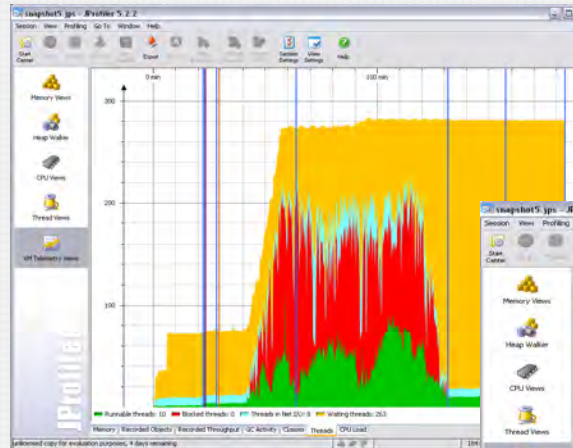 snapshot5.jps - JProfiler 5.2.2
Session View Profiling Go To Window Help
Start Center
Export
Session Settings
View Settings
Help
Memory Views
Heap Walker
CPU Views
Thread Views
VM Telemetry Views
JProfiler
0 min
100 min
300
200
100
Runnable threads: 10 Blocked threads: 0 Threads in Net I/O: 8 Waiting threads: 263
Memory Recorded Objects Recorded Throughput GC Activity Classes Threads CPU Load
unlicensed copy for evaluation purposes, 4 days remaining
184
snapshot5.jps - JProfiler
Session View Profiling
Start Center
Memory Views
Heap Walker
CPU Views
Thread Views